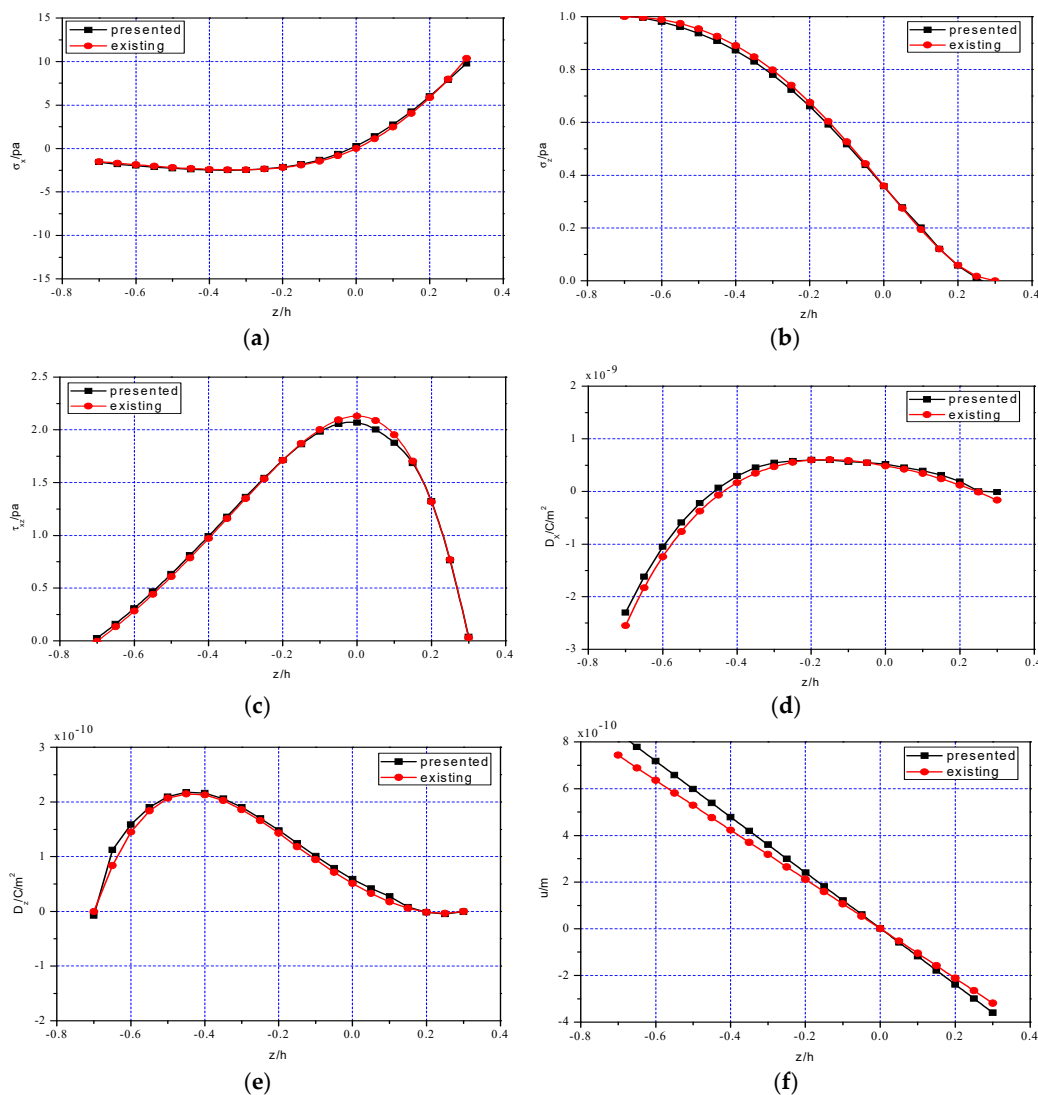 presented
existing
15
10
5
0
-5
-10
-15
σx/pa
-0.8 -0.6 -0.4 -0.2 0.0 0.2 0.4
z/h
(a)
presented
existing
1.0
0.8
0.6
0.4
0.2
0.0
σz/pa
-0.8 -0.6 -0.4 -0.2 0.0 0.2 0.4
z/h
(b)
presented
existing
2.5
2.0
1.5
1.0
0.5
0.0
τxz/pa
-0.8 -0.6 -0.4 -0.2 0.0 0.2 0.4
z/h
(c)
x10-9
presented
existing
2
1
0
-1
-2
-3
Dx/C/m2
-0.8 -0.6 -0.4 -0.2 0.0 0.2 0.4
z/h
(d)
x10-10
presented
existing
3
2
1
0
-1
-2
Dz/C/m2
-0.8 -0.6 -0.4 -0.2 0.0 0.2 0.4
z/h
(e)
x10-10
presented
existing
8
6
4
2
0
-2
-4
u/m
-0.8 -0.6 -0.4 -0.2 0.0 0.2 0.4
z/h
(f)